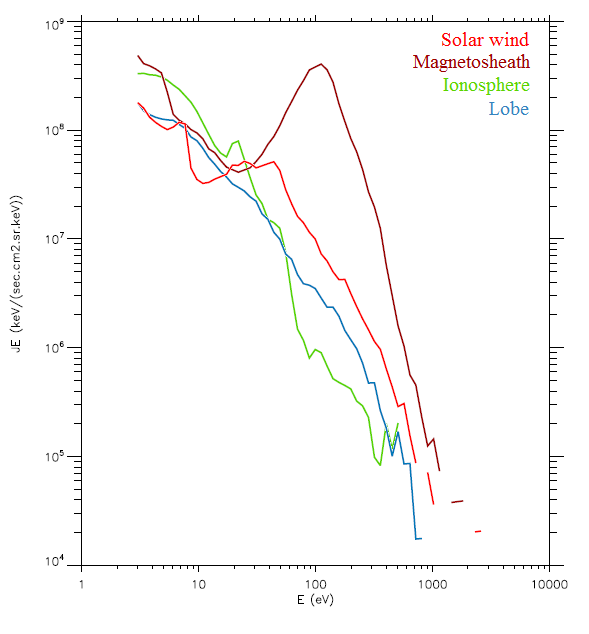 10⁹
Solar wind
Magnetosheath
Ionosphere
Lobe
10⁸
JE (keV/(sec.cm2.sr.keV))
10⁷
10⁶
10⁵
10⁴
1 10 100 1000 10000
E (eV)